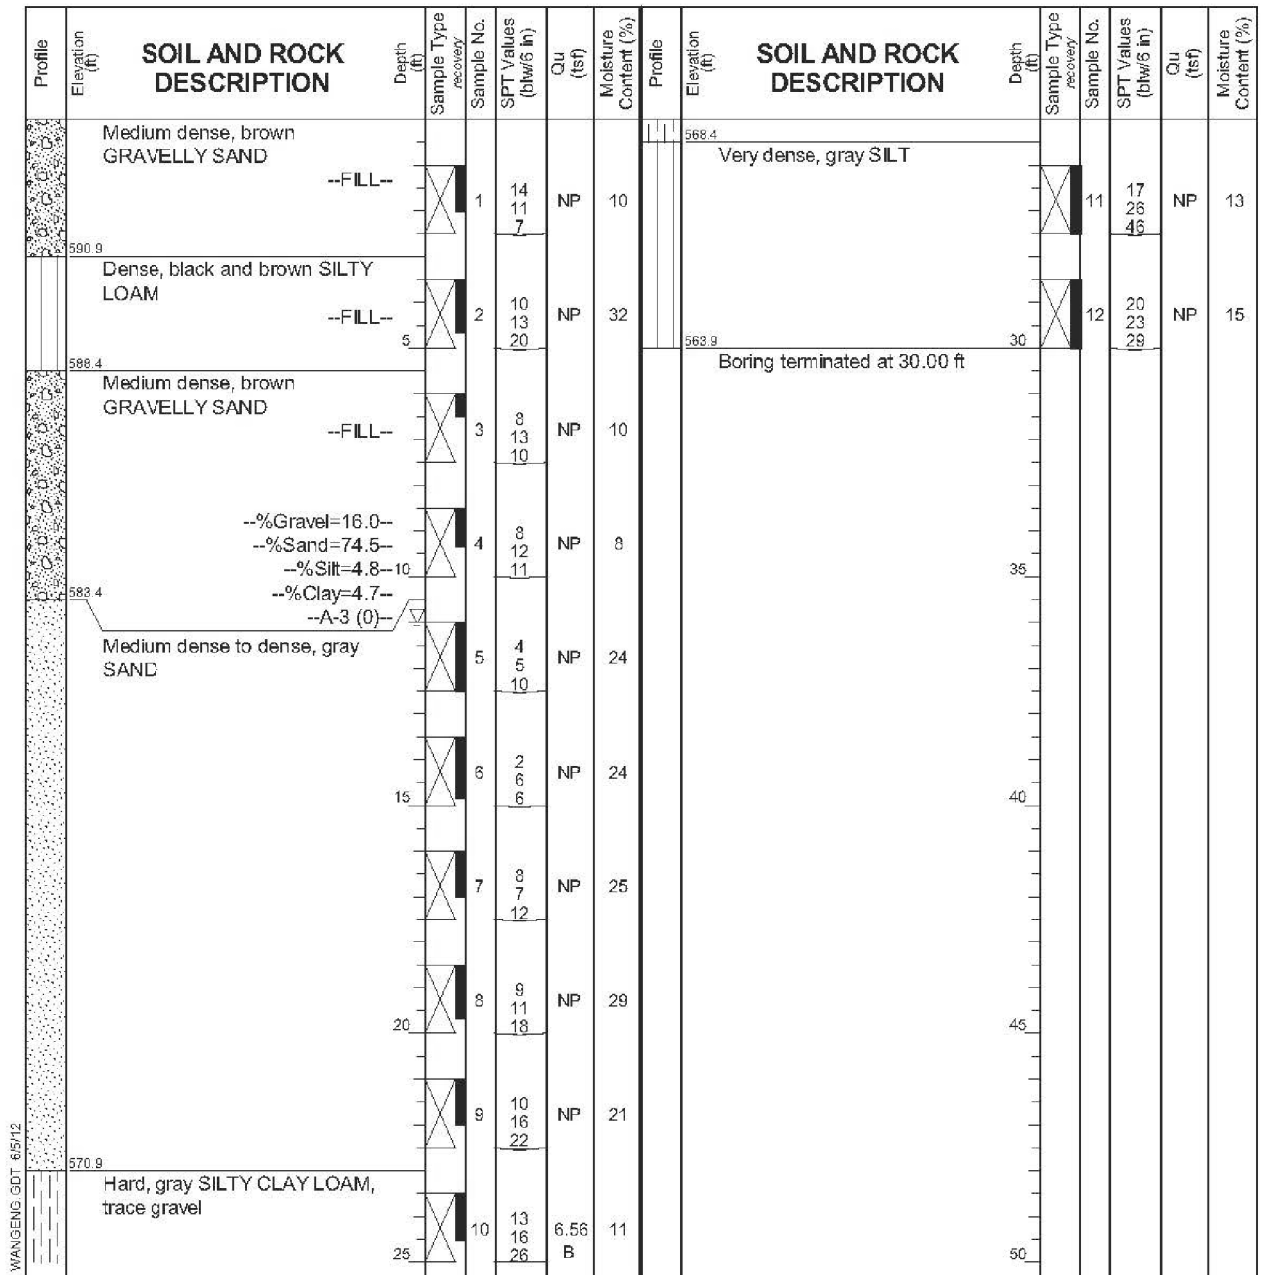 Profile
Elevation
(ft)
SOIL AND ROCK
DESCRIPTION
Depth
(ft)
Sample Type
recovery
Sample No.
SPT Values
(blw/6 in)
Qu
(tsf)
Moisture
Content (%)
Medium dense, brown
GRAVELLY SAND
--FILL--
1
14
11
7
NP
10
590.9
Dense, black and brown SILTY
LOAM
--FILL--
5
2
10
13
20
NP
32
588.4
Medium dense, brown
GRAVELLY SAND
--FILL--
3
8
13
10
NP
10
--%Gravel=16.0--
--%Sand=74.5--
--%Silt=4.8--10
--%Clay=4.7--
--A-3 (0)--
4
8
12
11
NP
8
583.4
Medium dense to dense, gray
SAND
5
4
5
10
NP
24
15
6
2
6
6
NP
24
7
8
7
12
NP
25
20
8
9
11
18
NP
29
9
10
16
22
NP
21
570.9
Hard, gray SILTY CLAY LOAM,
trace gravel
25
10
13
16
26
6.56
B
11
WANGENG.GDT 6/5/12
Profile
Elevation
(ft)
SOIL AND ROCK
DESCRIPTION
Depth
(ft)
Sample Type
recovery
Sample No.
SPT Values
(blw/6 in)
Qu
(tsf)
Moisture
Content (%)
568.4
Very dense, gray SILT
11
17
26
46
NP
13
12
20
23
29
NP
15
563.9
30
Boring terminated at 30.00 ft
35
40
45
50